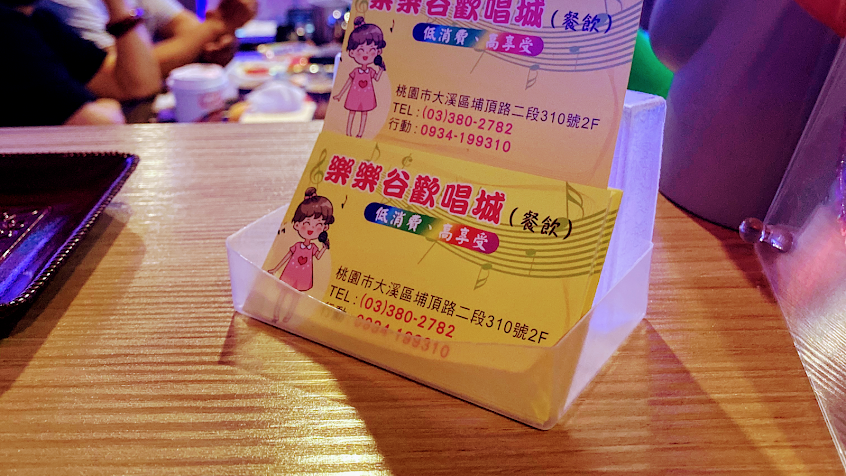 樂樂谷歡唱城(餐飲)
低消費、高享受
桃園市大溪區埔頂路二段310號2F
TEL:(03)380-2782
行動:0934-199310
樂樂谷歡唱城(餐飲)
低消費、高享受
桃園市大溪區埔頂路二段310號2F
TEL:(03)380-2782
行動:0934-199310